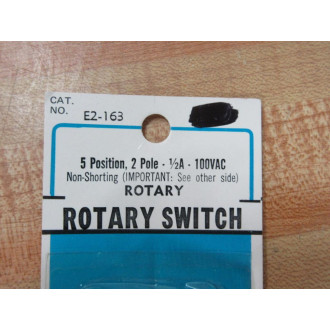 CAT.
NO. E2-163
5 Position, 2 Pole - ½A - 100VAC
Non-Shorting (IMPORTANT: See other side)
ROTARY
ROTARY SWITCH